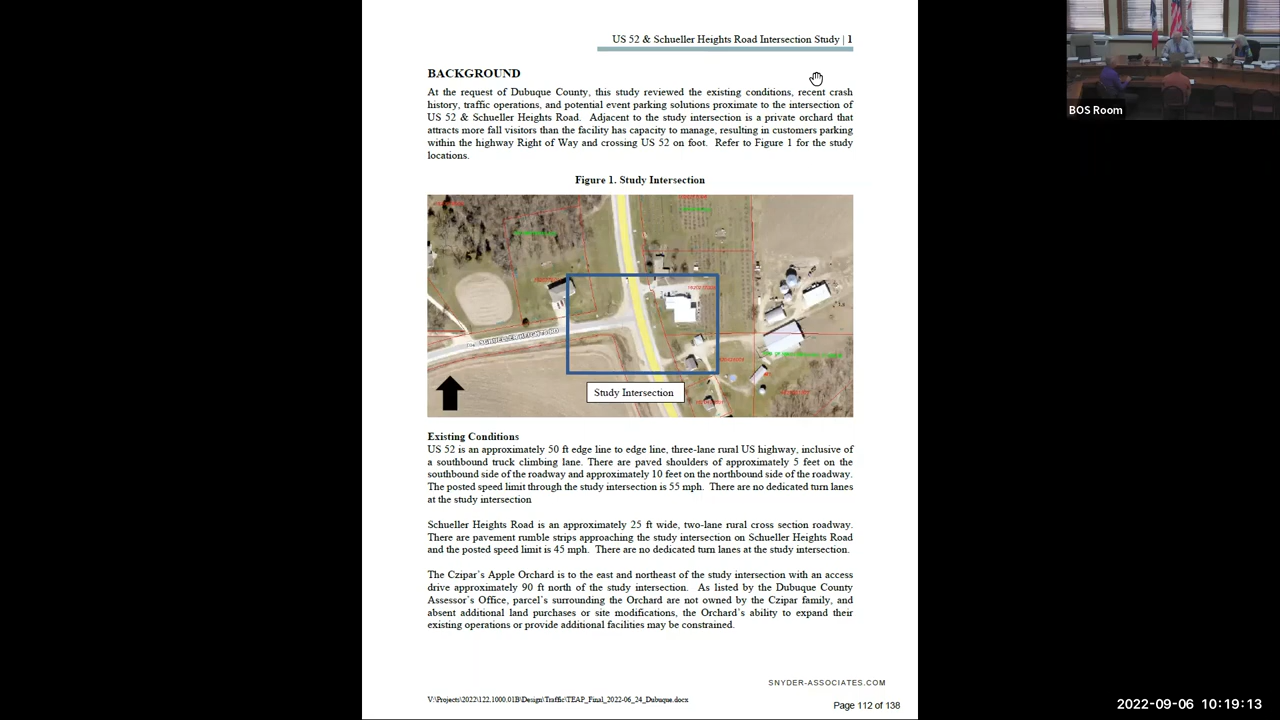 US 52 & Schueller Heights Road Intersection Study | 1
BACKGROUND
At the request of Dubuque County, this study reviewed the existing conditions, recent crash
history, traffic operations, and potential event parking solutions proximate to the intersection of
US 52 & Schueller Heights Road. Adjacent to the study intersection is a private orchard that
attracts more fall visitors than the facility has capacity to manage, resulting in customers parking
within the highway Right of Way and crossing US 52 on foot. Refer to Figure 1 for the study
locations.
Figure 1. Study Intersection
Study Intersection
Existing Conditions
US 52 is an approximately 50 ft edge line to edge line, three-lane rural US highway, inclusive of
a southbound truck climbing lane. There are paved shoulders of approximately 5 feet on the
southbound side of the roadway and approximately 10 feet on the northbound side of the roadway.
The posted speed limit through the study intersection is 55 mph. There are no dedicated turn lanes
at the study intersection
Schueller Heights Road is an approximately 25 ft wide, two-lane rural cross section roadway.
There are pavement rumble strips approaching the study intersection on Schueller Heights Road
and the posted speed limit is 45 mph. There are no dedicated turn lanes at the study intersection.
The Czipar's Apple Orchard is to the east and northeast of the study intersection with an access
drive approximately 90 ft north of the study intersection. As listed by the Dubuque County
Assessor's Office, parcel's surrounding the Orchard are not owned by the Czipar family, and
absent additional land purchases or site modifications, the Orchard's ability to expand their
existing operations or provide additional facilities may be constrained.
SNYDER-ASSOCIATES.COM
V:\Projects\2022\122.1000.01B\Design\Traffic\TEAP_Final_2022-06_24_Dubuque.docx
Page 112 of 138
BOS Room
2022-09-06 10:19:13